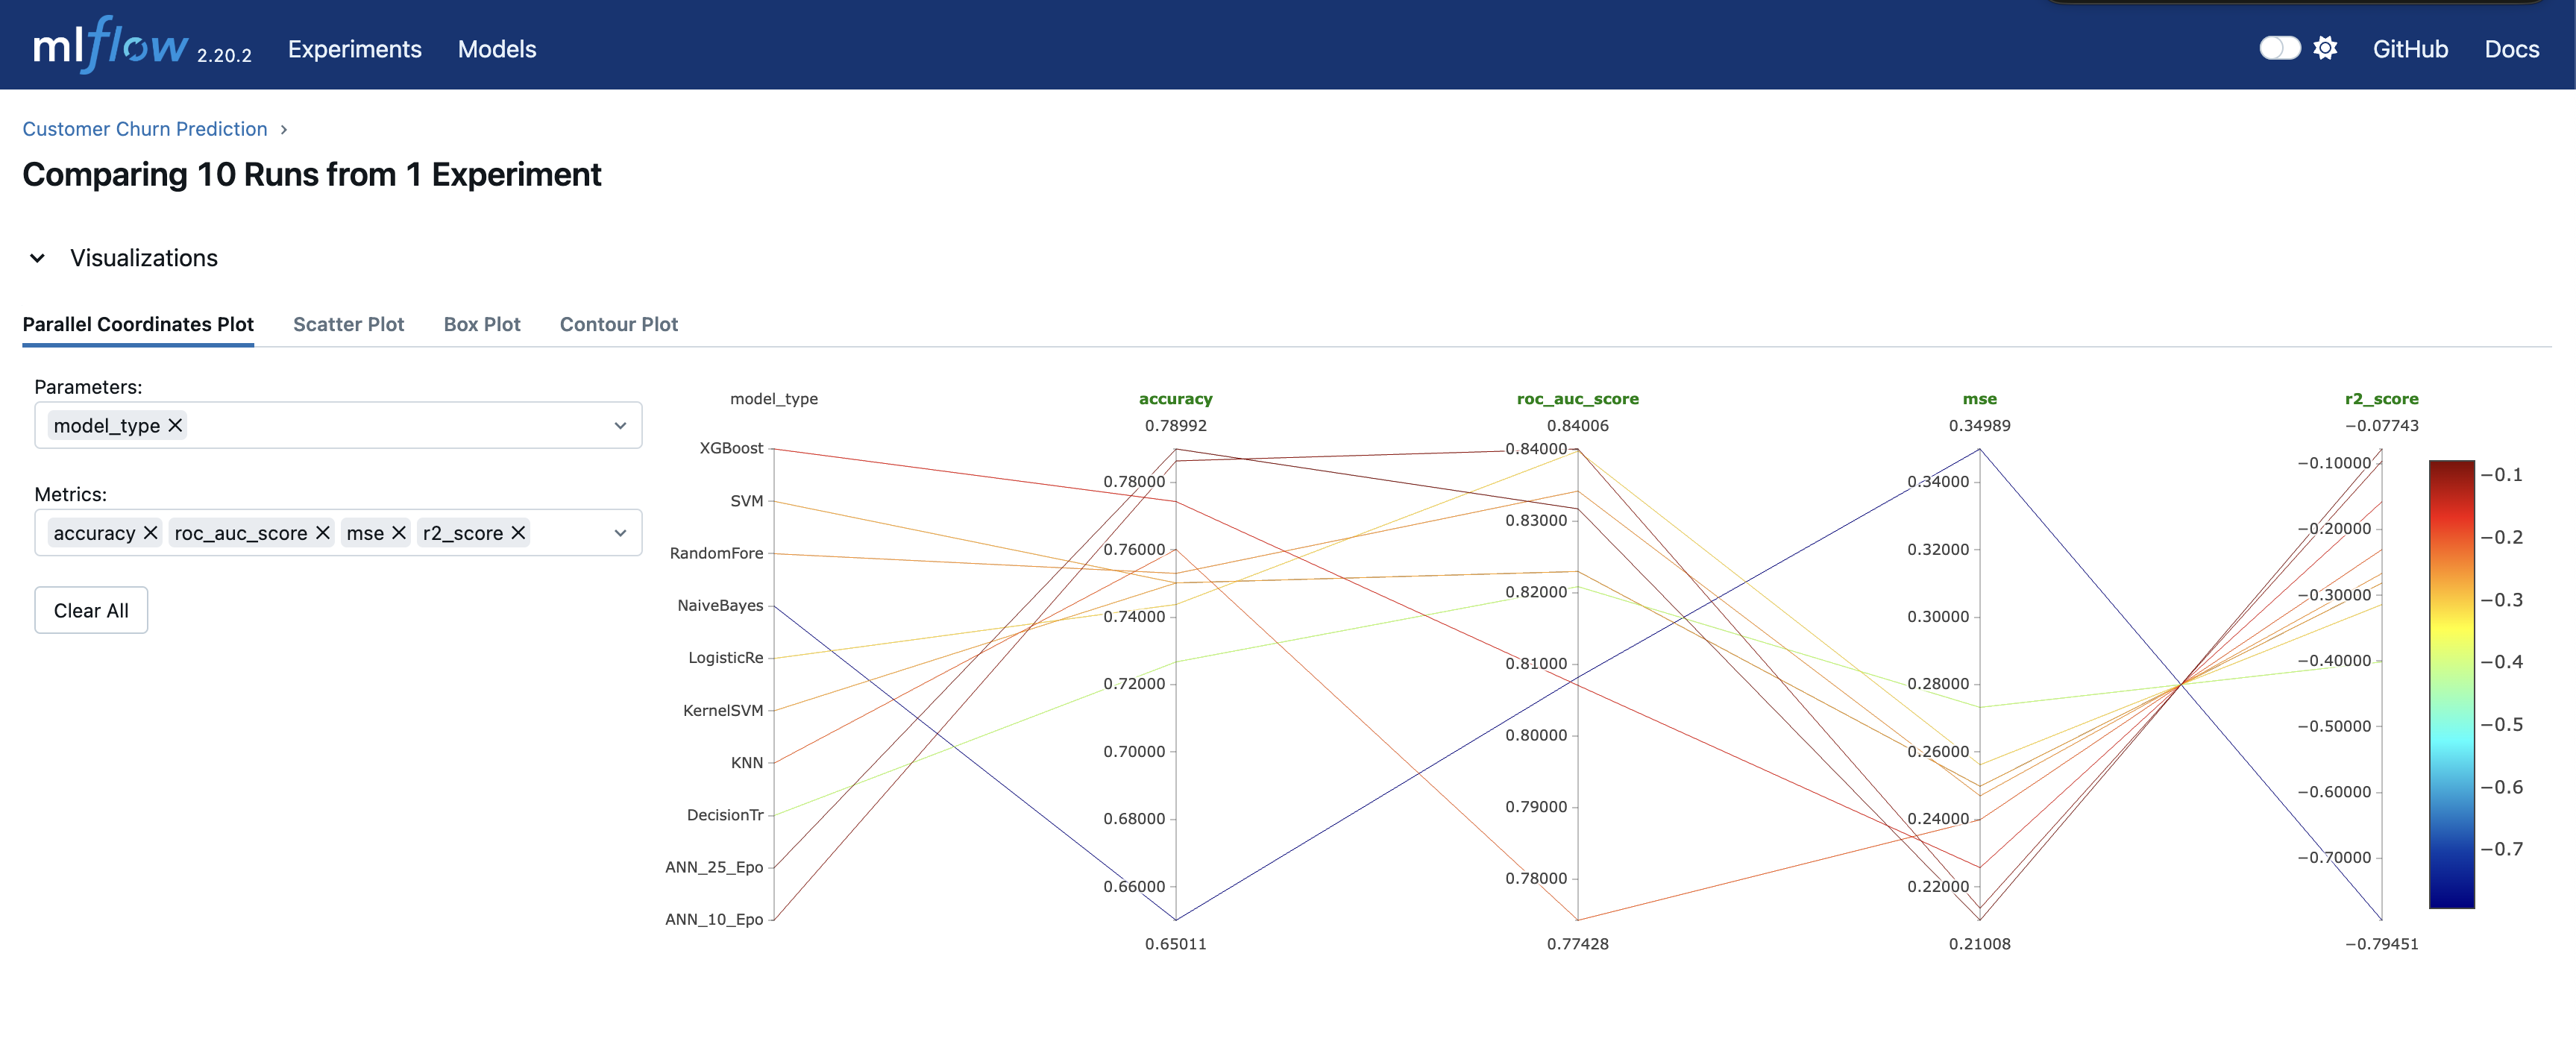 mlflow 2.20.2 Experiments Models GitHub Docs
Customer Churn Prediction ›
Comparing 10 Runs from 1 Experiment
Visualizations
Parallel Coordinates Plot Scatter Plot Box Plot Contour Plot
Parameters:
model_type
Metrics:
accuracy roc_auc_score mse r2_score
Clear All
model_type
XGBoost
SVM
RandomFore
NaiveBayes
LogisticRe
KernelSVM
KNN
DecisionTr
ANN_25_Epo
ANN_10_Epo
accuracy
0.78992
0.78000
0.76000
0.74000
0.72000
0.70000
0.68000
0.66000
0.65011
roc_auc_score
0.84006
0.84000
0.83000
0.82000
0.81000
0.80000
0.79000
0.78000
0.77428
mse
0.34989
0.34000
0.32000
0.30000
0.28000
0.26000
0.24000
0.22000
0.21008
r2_score
−0.07743
−0.10000
−0.20000
−0.30000
−0.40000
−0.50000
−0.60000
−0.70000
−0.79451
−0.1
−0.2
−0.3
−0.4
−0.5
−0.6
−0.7